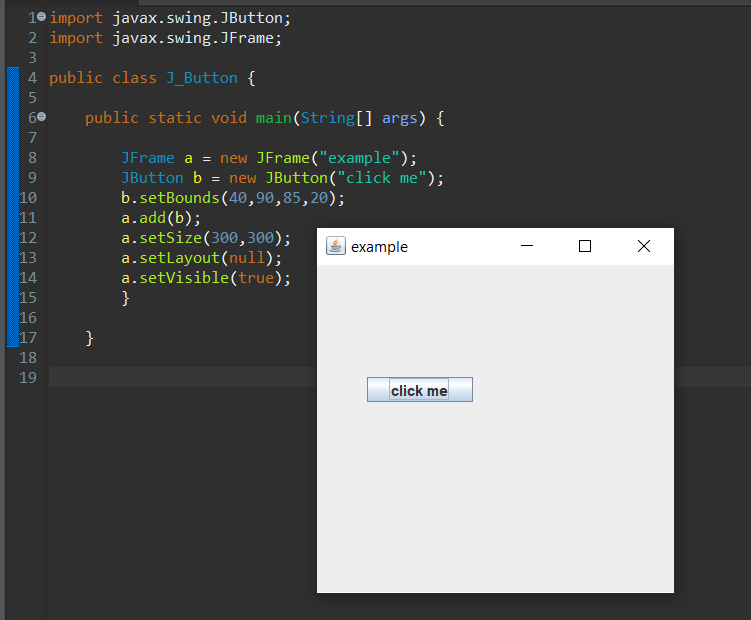 1 import javax.swing.JButton;
2 import javax.swing.JFrame;
3
4 public class J_Button {
5
6 public static void main(String[] args) {
7
8 JFrame a = new JFrame("example");
9 JButton b = new JButton("click me");
10 b.setBounds(40,90,85,20);
11 a.add(b);
12 a.setSize(300,300);
13 a.setLayout(null);
14 a.setVisible(true);
15 }
16
17 }
18
19
example
click me